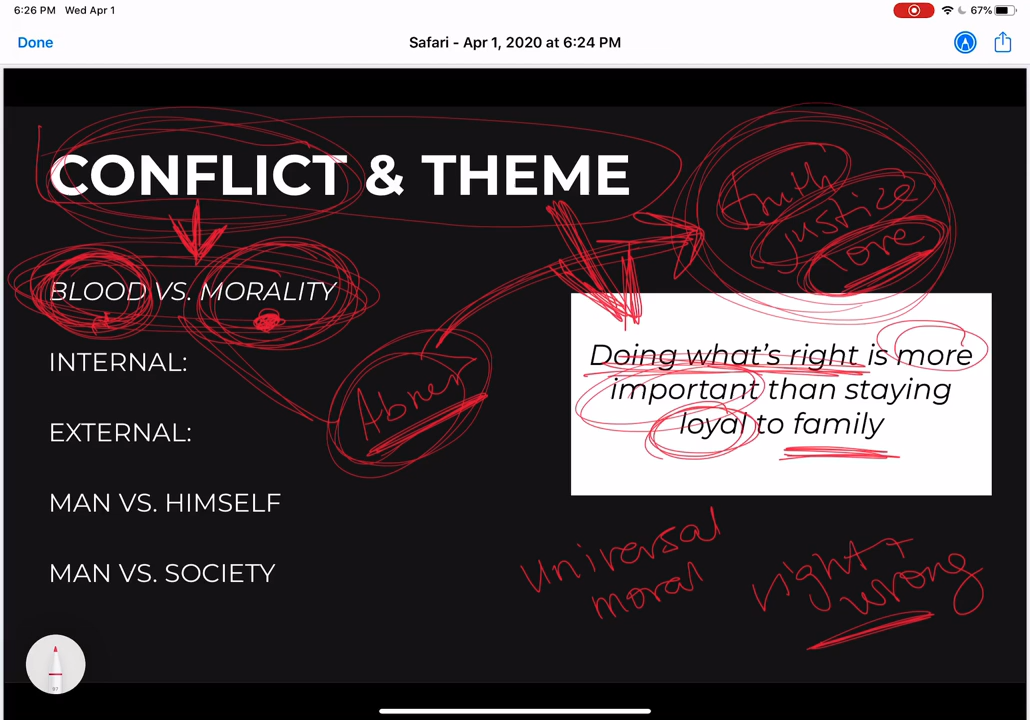 6:26 PM Wed Apr 1
67%
Done
Safari - Apr 1, 2020 at 6:24 PM
CONFLICT & THEME
truth
justice
love
BLOOD VS. MORALITY
INTERNAL:
Abner
EXTERNAL:
MAN VS. HIMSELF
MAN VS. SOCIETY
Doing what's right is more
important than staying
loyal to family
universal
moral
right +
wrong
97